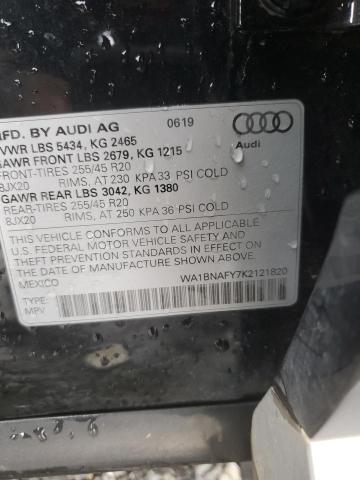 MFD. BY AUDI AG 0619
GVWR LBS 5434, KG 2465
GAWR FRONT LBS 2679, KG 1215
FRONT-TIRES 255/45 R20
8JX20 RIMS, AT 230 KPA 33 PSI COLD
GAWR REAR LBS 3042, KG 1380
REAR-TIRES 255/45 R20
8JX20 RIMS, AT 250 KPA 36 PSI COLD
THIS VEHICLE CONFORMS TO ALL APPLICABLE
U.S. FEDERAL MOTOR VEHICLE SAFETY AND
THEFT PREVENTION STANDARDS IN EFFECT ON
THE DATE OF MANUFACTURE SHOWN ABOVE.
MEXICO WA1BNAFY7K2121820
TYPE:
MPV
Audi